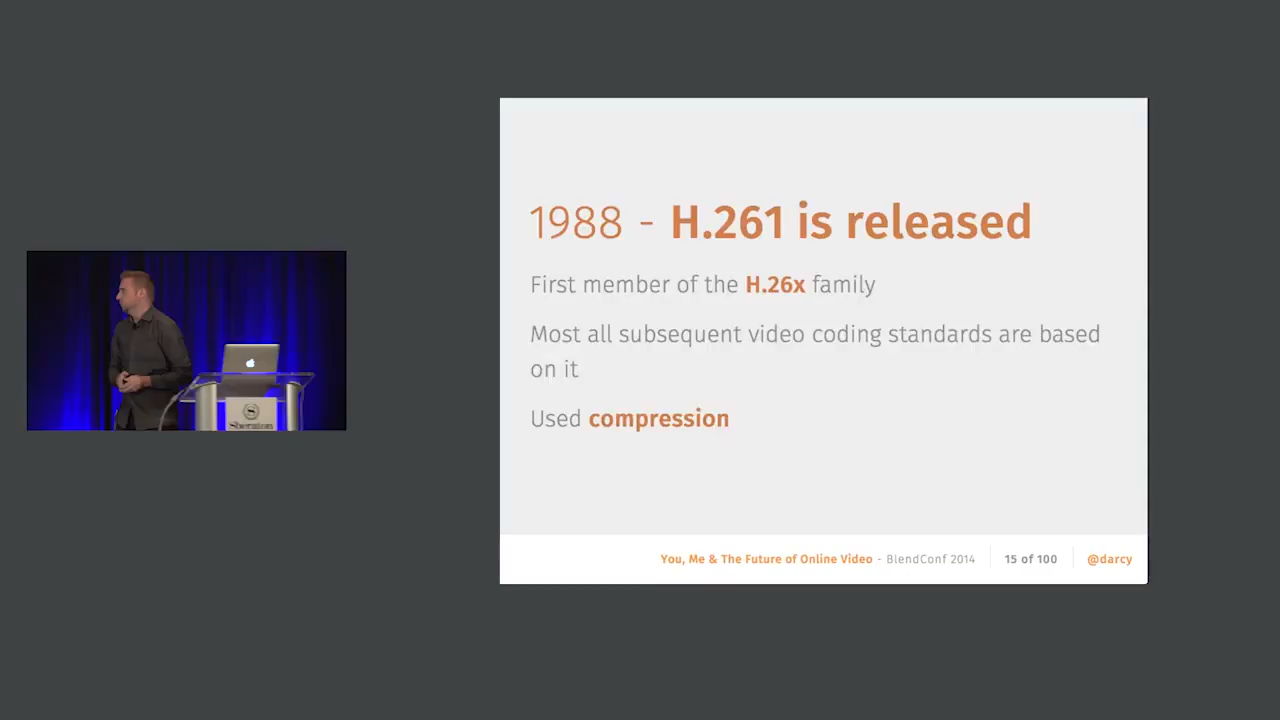 1988 - H.261 is released
First member of the H.26x family
Most all subsequent video coding standards are based
on it
Used compression
You, Me & The Future of Online Video - BlendConf 2014 15 of 100 @darcy
Sheraton